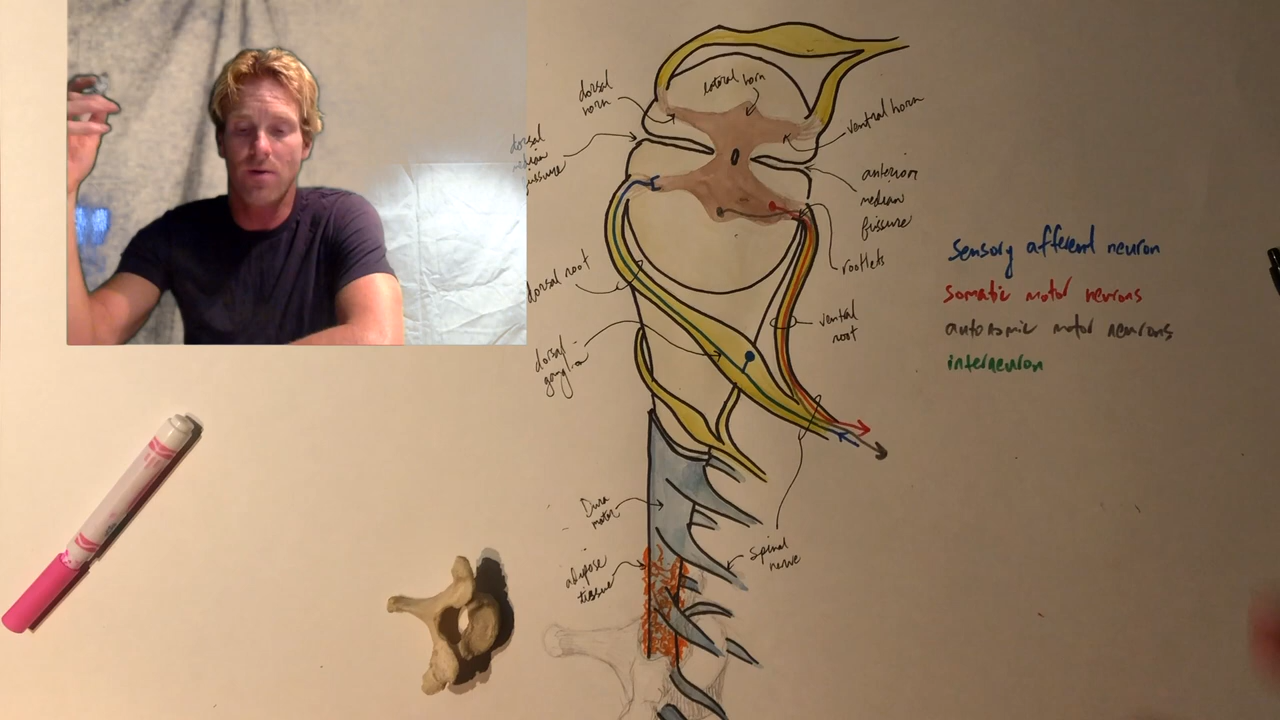 dorsal
horn
lateral horn
ventral horn
dorsal
median
fissure
anterior
median
fissure
rootlets
dorsal root
ventral
root
dorsal
ganglia
Dura
mater
adipose
tissue
spinal
nerve
sensory afferent neuron
somatic motor neurons
autonomic motor neurons
interneuron